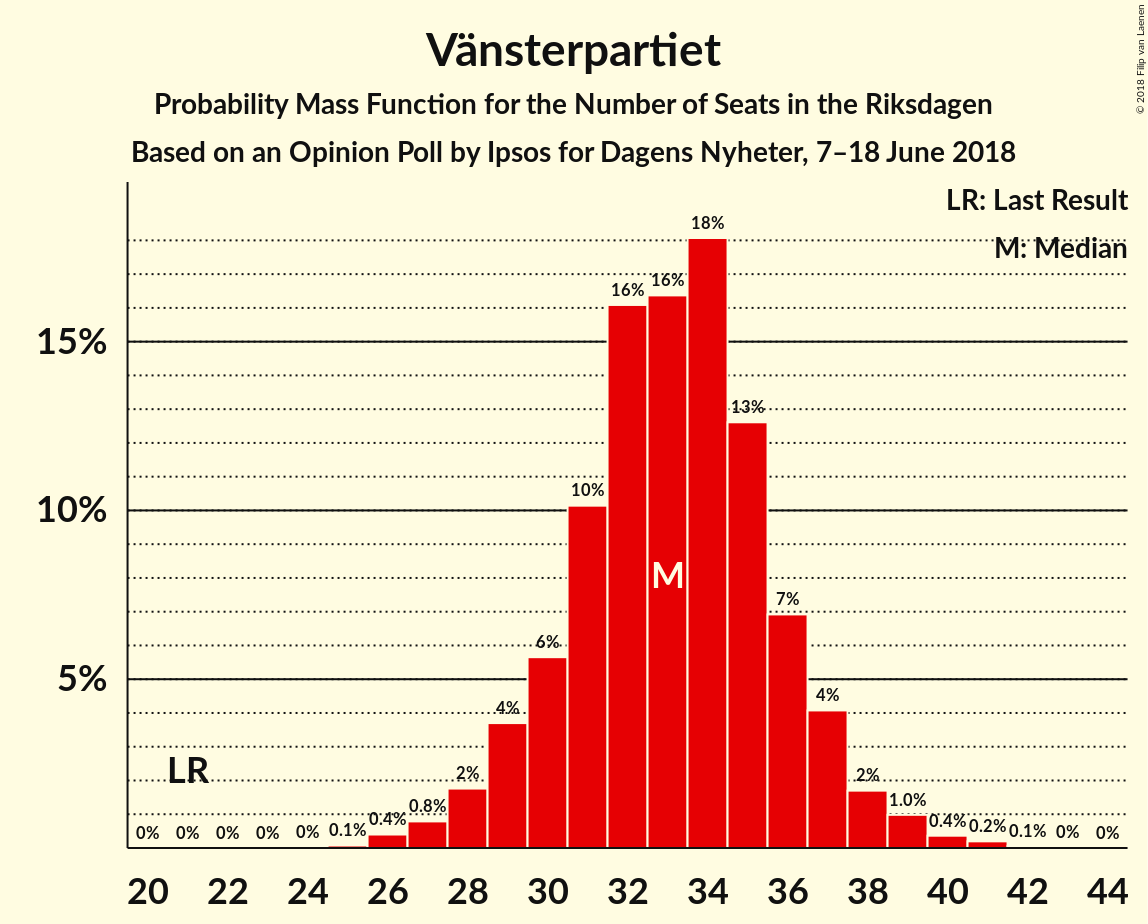 Vänsterpartiet
Probability Mass Function for the Number of Seats in the Riksdagen
Based on an Opinion Poll by Ipsos for Dagens Nyheter, 7–18 June 2018
© 2018 Filip van Laenen
LR: Last Result
M: Median
15%
10%
5%
LR
M
0% 0% 0% 0% 0% 0.1% 0.4% 0.8% 2% 4% 6% 10% 16% 16% 18% 13% 7% 4% 2% 1.0% 0.4% 0.2% 0.1% 0% 0%
20 22 24 26 28 30 32 34 36 38 40 42 44